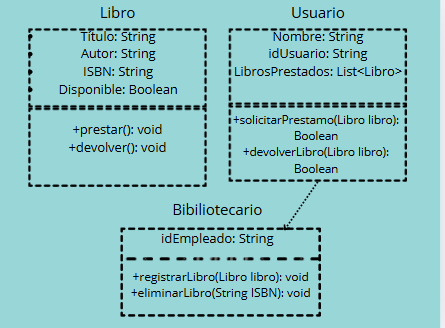 Libro
Título: String
Autor: String
ISBN: String
Disponible: Boolean
+prestar(): void
+devolver(): void
Usuario
Nombre: String
idUsuario: String
LibrosPrestados: List<Libro>
+solicitarPrestamo(Libro libro):
Boolean
+devolverLibro(Libro libro):
Boolean
Bibiliotecario
idEmpleado: String
+registrarLibro(Libro libro): void
+eliminarLibro(String ISBN): void